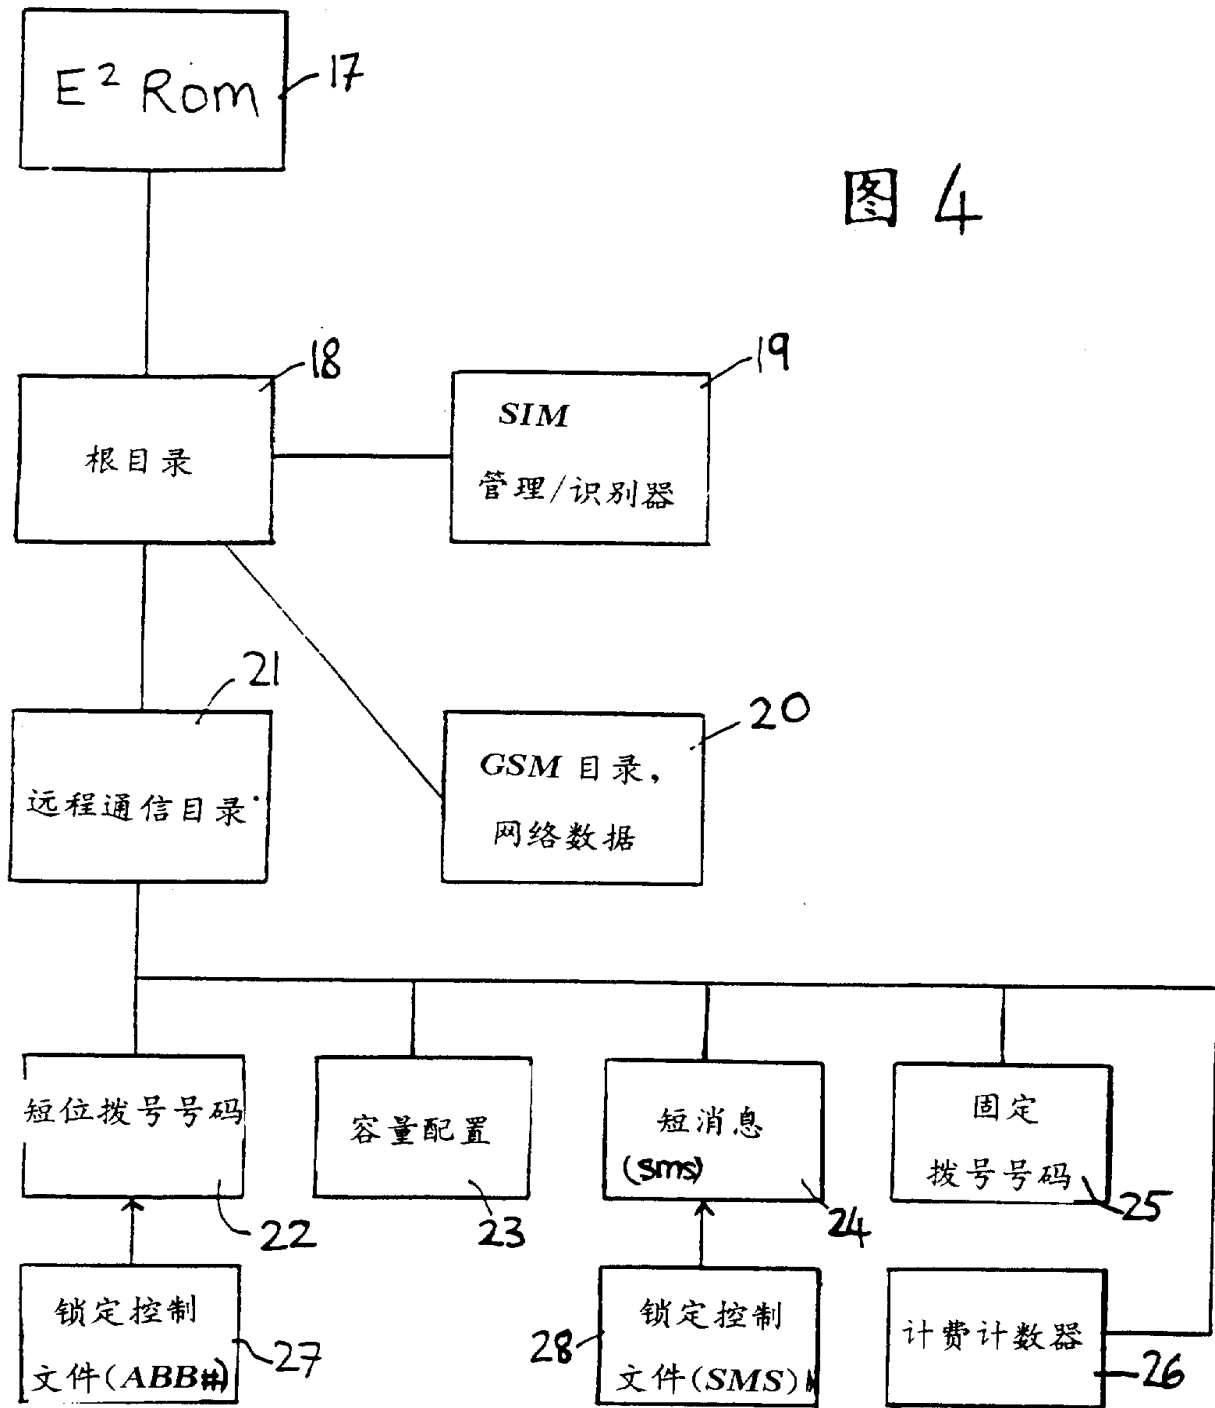 E² Rom
17
图 4
18
19
根目录
SIM
管理/识别器
21
20
远程通信目录
GSM 目录，
网络数据
短位拨号号码
22
容量配置
23
短消息
(sms)
24
固定
拨号号码
25
锁定控制
文件(ABB#)
27
28
锁定控制
文件(SMS)
计费计数器
26